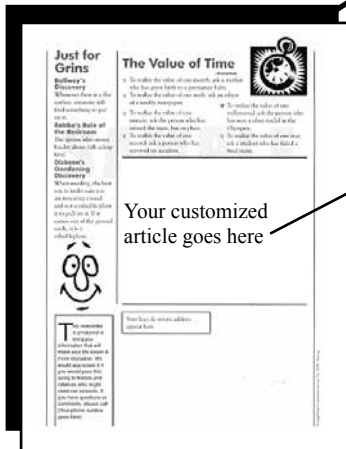 Just for
Grins
Discovery
Whenever there is a flat
surface, someone will
find something to put
on it.
Rule of
the Bedroom
The spouse who snores
louder always falls asleep
first.
Dickson's
Gardening
Discovery
When weeding, the best
way to make sure you
are removing a weed
and not a valuable plant
is to pull on it. If it
comes out of the ground
easily, it is a
valuable plant.
The Value of Time
To realize the value of one month: ask a mother
who has given birth to a premature baby.
To realize the value of one week: ask an editor
of a weekly newspaper.
To realize the value of one
minute: ask the person who
missed the train, bus or plane.
To realize the value of one
second: ask a person who has
survived an accident.
To realize the value of one
millisecond: ask the person who
has won a silver medal in the
Olympics.
To realize the value of one year:
ask a student who has failed a
final exam.
Your customized
article goes here
Your logo & return address
appear here
This newsletter
is produced to
bring you
information that will
make your life easier &
more enjoyable. We
would appreciate it if
you would pass this
along to friends and
relatives who might
need our services. If
you have questions or
comments, please call
(Your phone number
goes here)